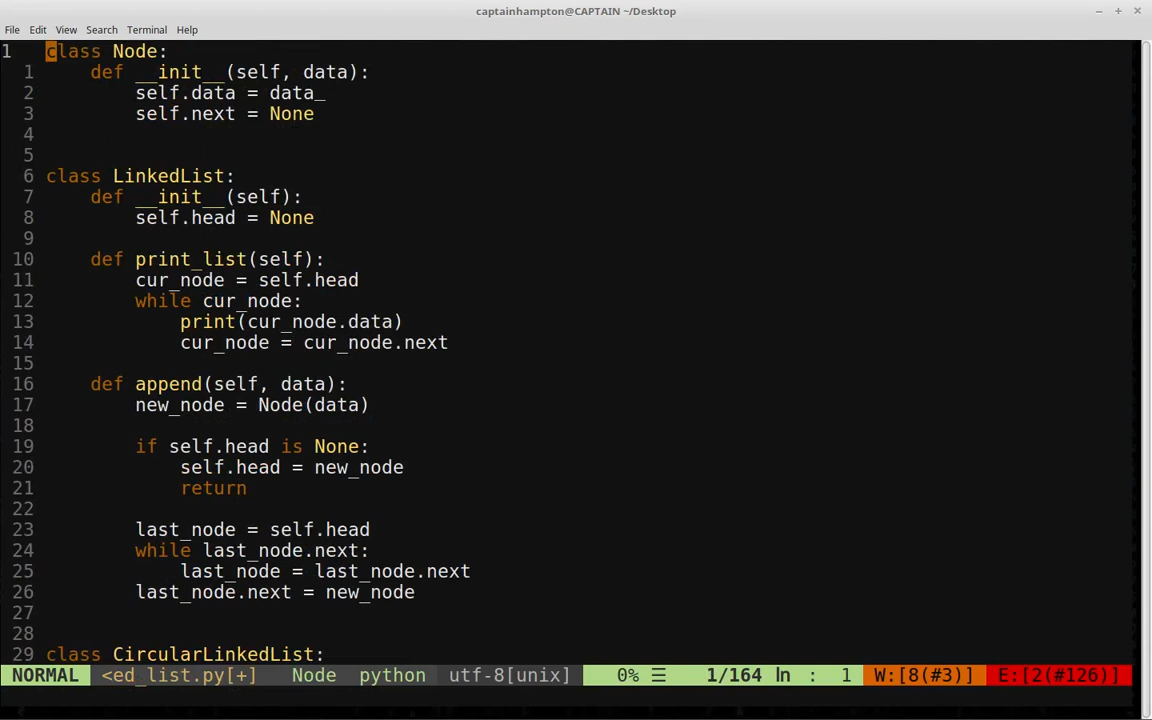 captainhampton@CAPTAIN ~/Desktop
File Edit View Search Terminal Help
1 class Node:
1     def __init__(self, data):
2         self.data = data_
3         self.next = None
4
5
6 class LinkedList:
7     def __init__(self):
8         self.head = None
9
10     def print_list(self):
11         cur_node = self.head
12         while cur_node:
13             print(cur_node.data)
14             cur_node = cur_node.next
15
16     def append(self, data):
17         new_node = Node(data)
18
19         if self.head is None:
20             self.head = new_node
21             return
22
23         last_node = self.head
24         while last_node.next:
25             last_node = last_node.next
26         last_node.next = new_node
27
28
29 class CircularLinkedList:
NORMAL <ed_list.py[+] Node python utf-8[unix] 0% ☰ 1/164 ln : 1 W:[8(#3)] E:[2(#126)]